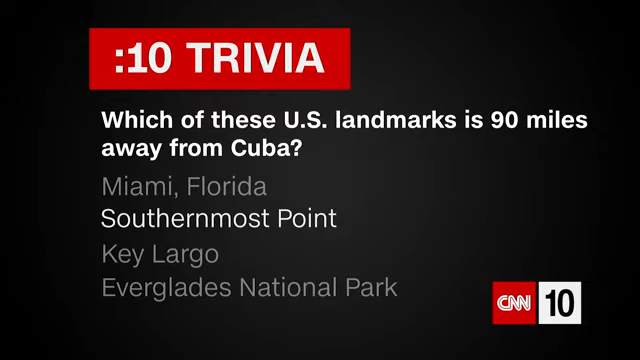 :10 TRIVIA
Which of these U.S. landmarks is 90 miles
away from Cuba?
Miami, Florida
Southernmost Point
Key Largo
Everglades National Park
CNN 10